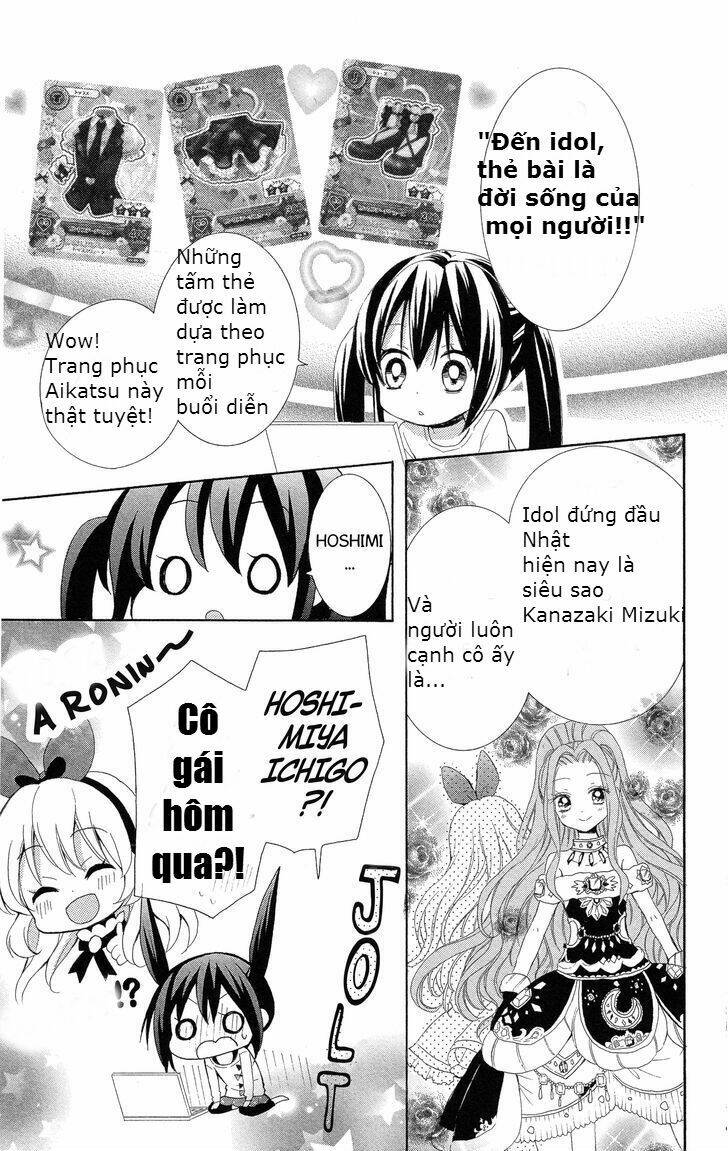 "Đến idol,
thẻ bài là
đời sống của
mọi người!!"
Những
tấm thẻ
được làm
dựa theo
trang phục
mỗi
buổi diễn
Wow!
Trang phục
Aikatsu này
thật tuyệt!
Idol đứng đầu
Nhật
hiện nay là
siêu sao
Kanazaki Mizuki
Và
người luôn
cạnh cô ấy
là...
HOSHIMI
...
HOSHI-
MIYA
ICHIGO
?!
Cô
gái
hôm
qua?!
A RONIN~
!?
JOLT